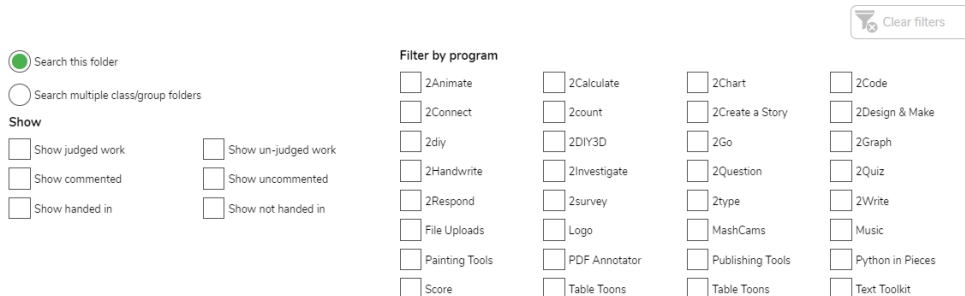 Clear filters
Search this folder
Search multiple class/group folders
Show
Show judged work Show un-judged work
Show commented Show uncommented
Show handed in Show not handed in
Filter by program
2Animate 2Calculate 2Chart 2Code
2Connect 2count 2Create a Story 2Design & Make
2diy 2DIY3D 2Go 2Graph
2Handwrite 2Investigate 2Question 2Quiz
2Respond 2survey 2type 2Write
File Uploads Logo MashCams Music
Painting Tools PDF Annotator Publishing Tools Python in Pieces
Score Table Toons Table Toons Text Toolkit